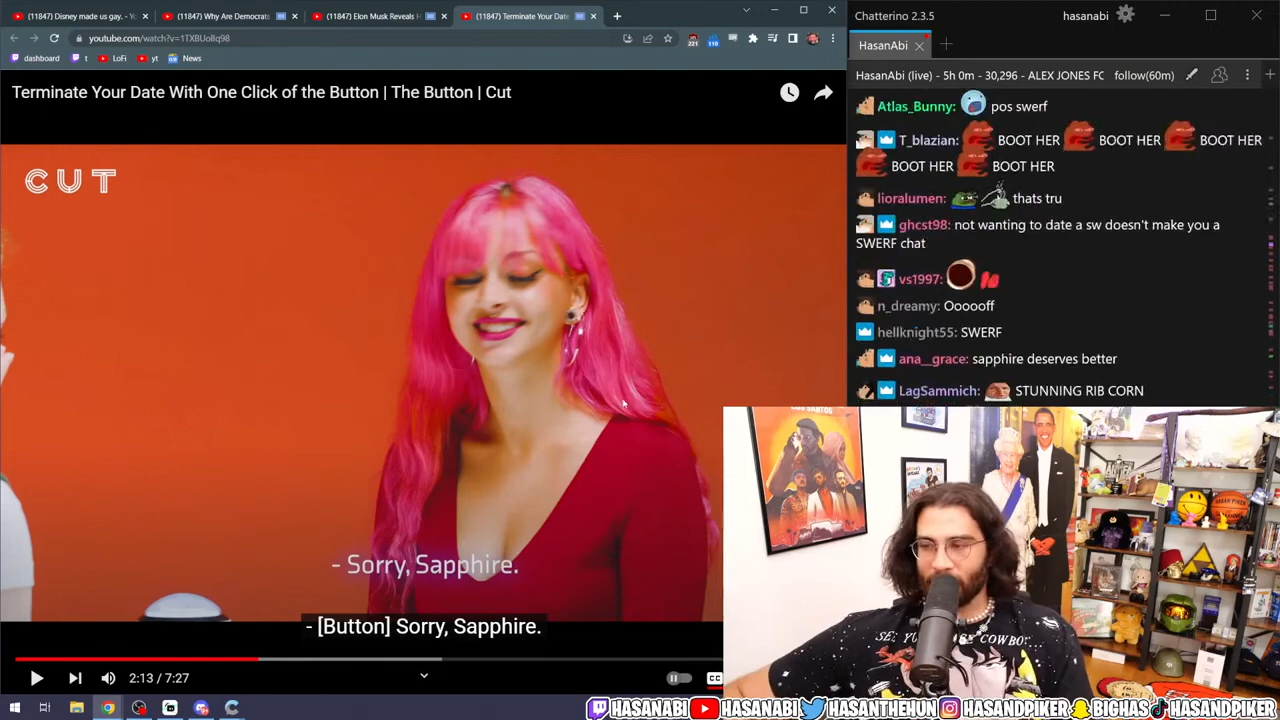 (11847) Disney made us gay. - Yo
(11847) Why Are Democrats
(11847) Elon Musk Reveals H
(11847) Terminate Your Date
youtube.com/watch?v=1TXBUoIlq98
221
110
dashboard
t
LoFi
yt
News
Terminate Your Date With One Click of the Button | The Button | Cut
CUT
- Sorry, Sapphire.
- [Button] Sorry, Sapphire.
2:13 / 7:27
CC
Chatterino 2.3.5
hasanabi
HasanAbi
HasanAbi (live) - 5h 0m - 30,296 - ALEX JONES FC
follow(60m)
Atlas_Bunny: pos swerf
T_blazian: BOOT HER BOOT HER BOOT HER
BOOT HER BOOT HER
lioralumen: thats tru
ghcst98: not wanting to date a sw doesn't make you a
SWERF chat
vs1997:
n_dreamy: Oooooff
hellknight55: SWERF
ana__grace: sapphire deserves better
LagSammich: STUNNING RIB CORN
HASANABI
HASANABI
HASANTHEHUN
HASANDPIKER
BIGHAS
HASANDPIKER